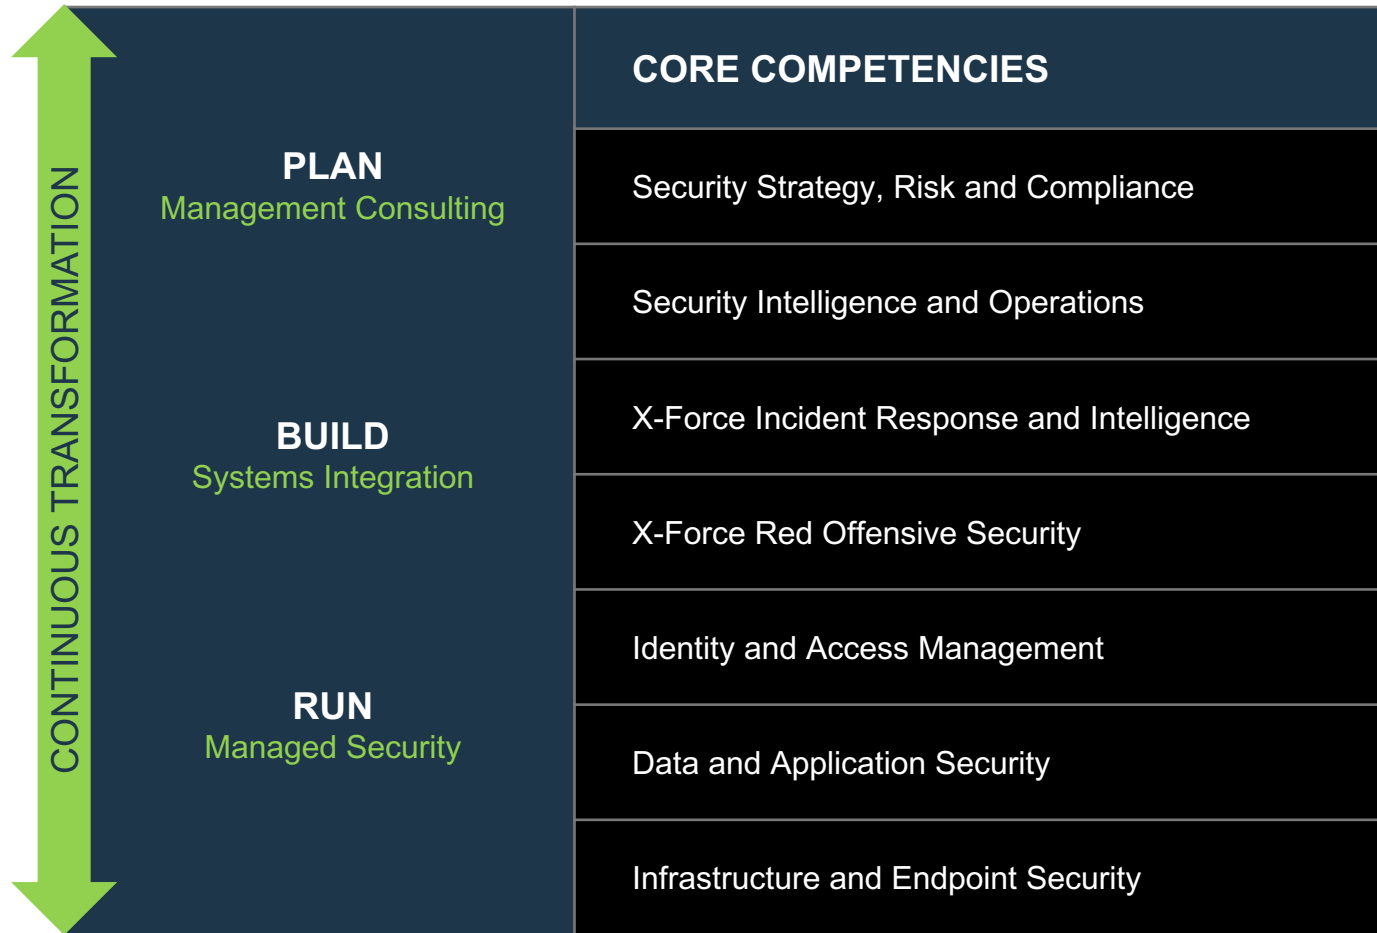 CONTINUOUS TRANSFORMATION
PLAN
Management Consulting
BUILD
Systems Integration
RUN
Managed Security
CORE COMPETENCIES
Security Strategy, Risk and Compliance
Security Intelligence and Operations
X-Force Incident Response and Intelligence
X-Force Red Offensive Security
Identity and Access Management
Data and Application Security
Infrastructure and Endpoint Security